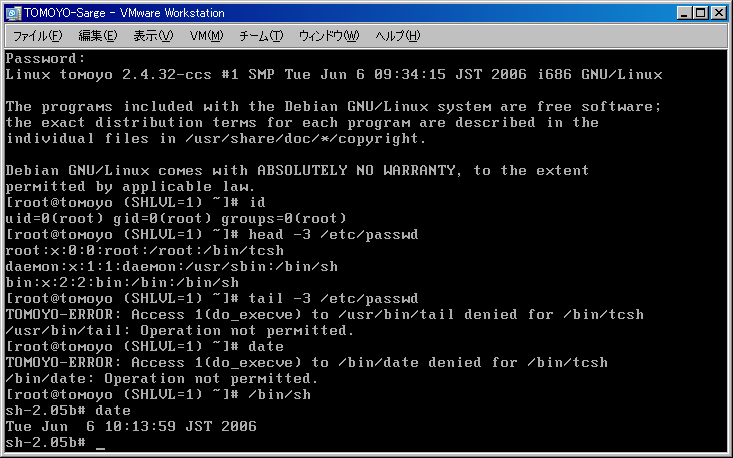 TOMOYO-Sarge - VMware Workstation
ファイル(F) 編集(E) 表示(V) VM(M) チーム(T) ウィンドウ(W) ヘルプ(H)
Password:
Linux tomoyo 2.4.32-ccs #1 SMP Tue Jun 6 09:34:15 JST 2006 i686 GNU/Linux
The programs included with the Debian GNU/Linux system are free software;
the exact distribution terms for each program are described in the
individual files in /usr/share/doc/*/copyright.
Debian GNU/Linux comes with ABSOLUTELY NO WARRANTY, to the extent
permitted by applicable law.
[root@tomoyo (SHLVL=1) ~]# id
uid=0(root) gid=0(root) groups=0(root)
[root@tomoyo (SHLVL=1) ~]# head -3 /etc/passwd
root:x:0:0:root:/root:/bin/tcsh
daemon:x:1:1:daemon:/usr/sbin:/bin/sh
bin:x:2:2:bin:/bin:/bin/sh
[root@tomoyo (SHLVL=1) ~]# tail -3 /etc/passwd
TOMOYO-ERROR: Access 1(do_execve) to /usr/bin/tail denied for /bin/tcsh
/usr/bin/tail: Operation not permitted.
[root@tomoyo (SHLVL=1) ~]# date
TOMOYO-ERROR: Access 1(do_execve) to /bin/date denied for /bin/tcsh
/bin/date: Operation not permitted.
[root@tomoyo (SHLVL=1) ~]# /bin/sh
sh-2.05b# date
Tue Jun  6 10:13:59 JST 2006
sh-2.05b# _